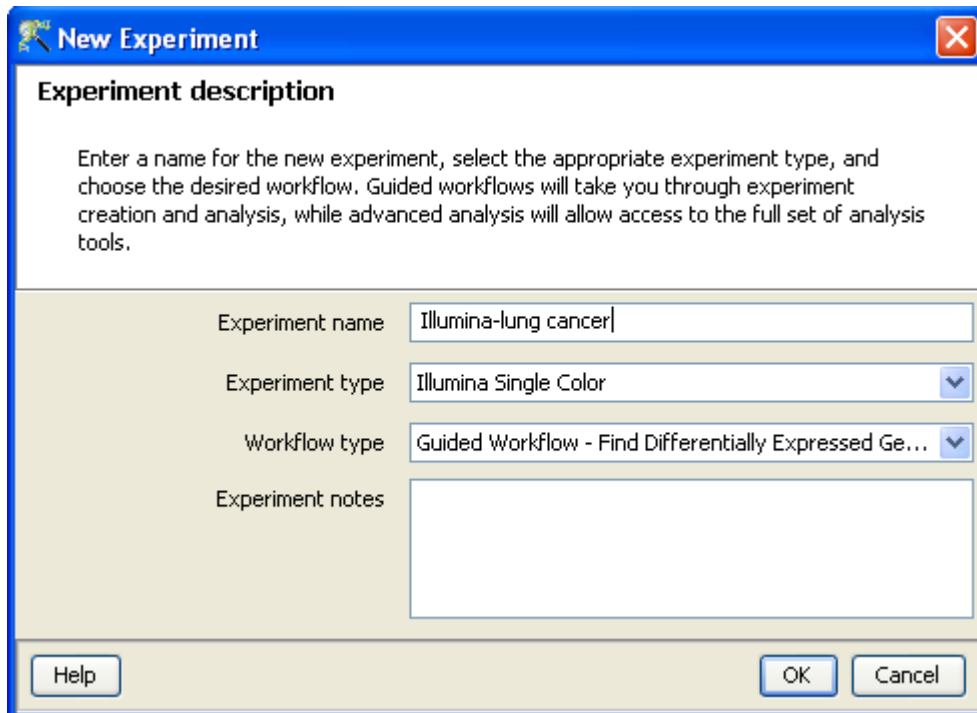 New Experiment
Experiment description
Enter a name for the new experiment, select the appropriate experiment type, and
choose the desired workflow. Guided workflows will take you through experiment
creation and analysis, while advanced analysis will allow access to the full set of analysis
tools.
Experiment name Illumina-lung cancer
Experiment type Illumina Single Color
Workflow type Guided Workflow - Find Differentially Expressed Ge...
Experiment notes
Help OK Cancel